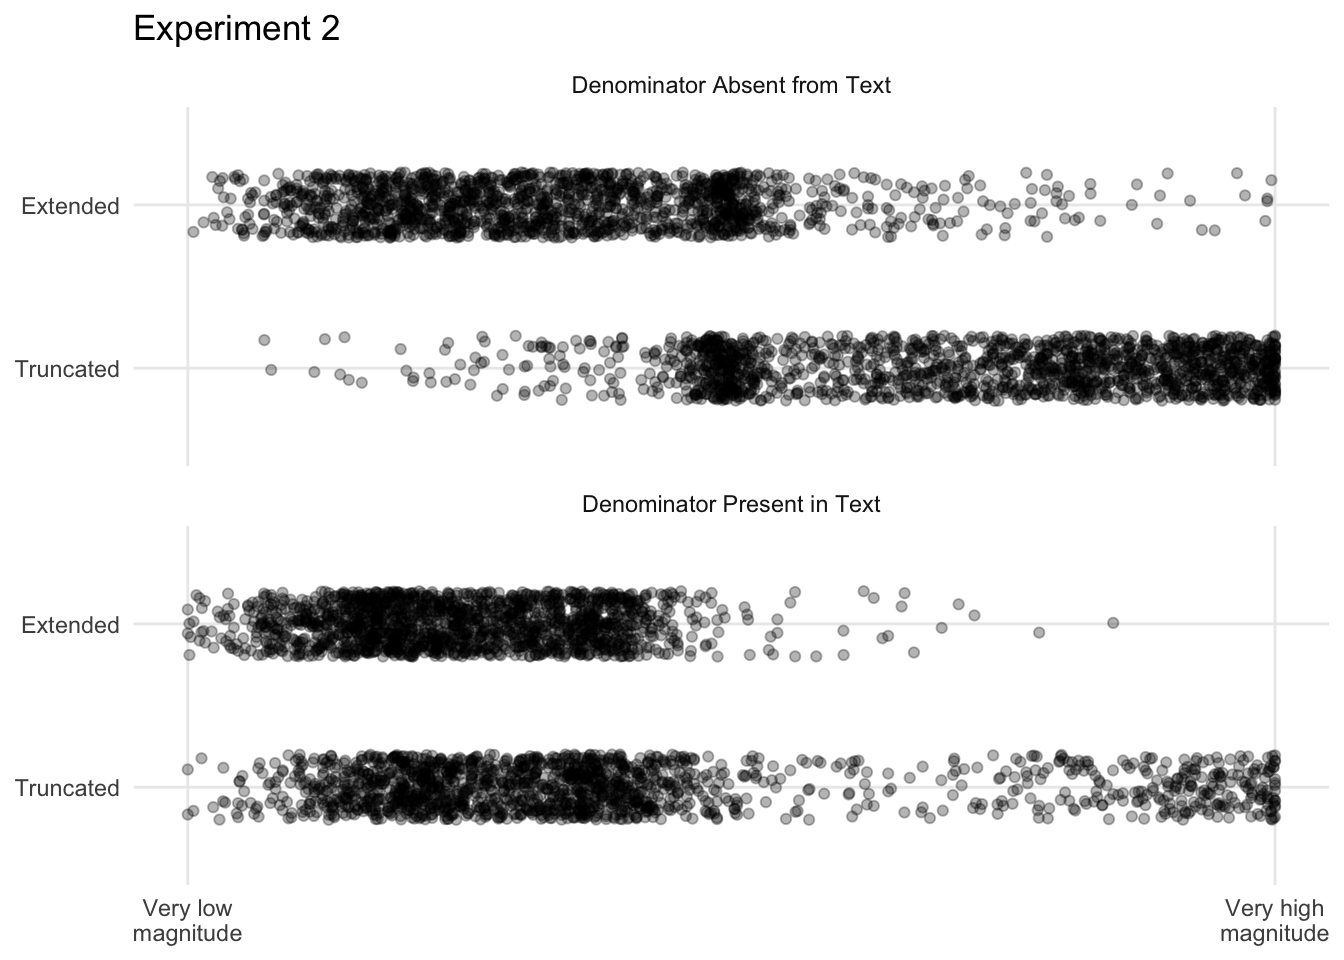 Experiment 2
Denominator Absent from Text
Extended
Truncated
Denominator Present in Text
Extended
Truncated
Very low
magnitude
Very high
magnitude